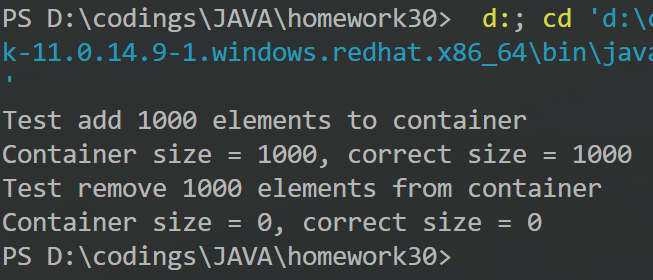 PS D:\codings\JAVA\homework30>  d:; cd 'd:\
k-11.0.14.9-1.windows.redhat.x86_64\bin\java
'
Test add 1000 elements to container
Container size = 1000, correct size = 1000
Test remove 1000 elements from container
Container size = 0, correct size = 0
PS D:\codings\JAVA\homework30>